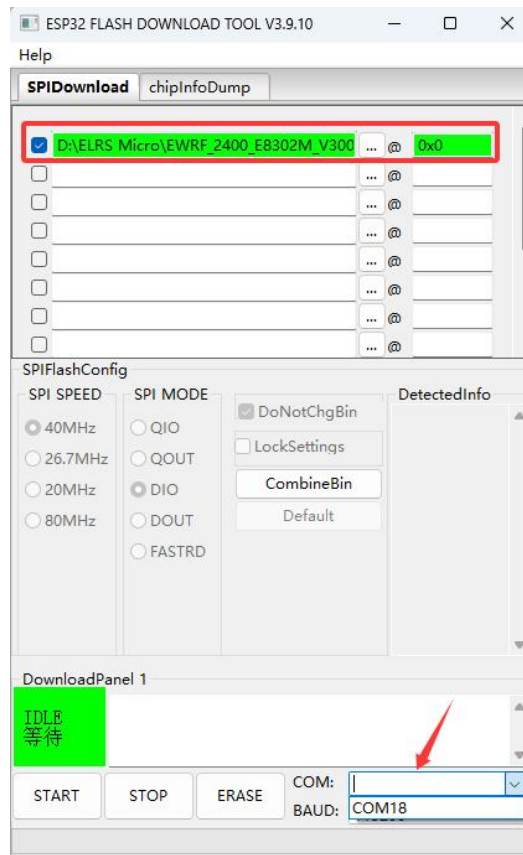 ESP32 FLASH DOWNLOAD TOOL V3.9.10
Help
SPIDownload chipInfoDump
D:\ELRS Micro\EWRF_2400_E8302M_V300 ... @ 0x0
... @
... @
... @
... @
... @
... @
... @
SPIFlashConfig
SPI SPEED SPI MODE DetectedInfo
40MHz QIO DoNotChgBin
26.7MHz QOUT LockSettings
20MHz DIO CombineBin
80MHz DOUT Default
FASTRD
DownloadPanel 1
IDLE
等待
START STOP ERASE COM:
BAUD: COM18